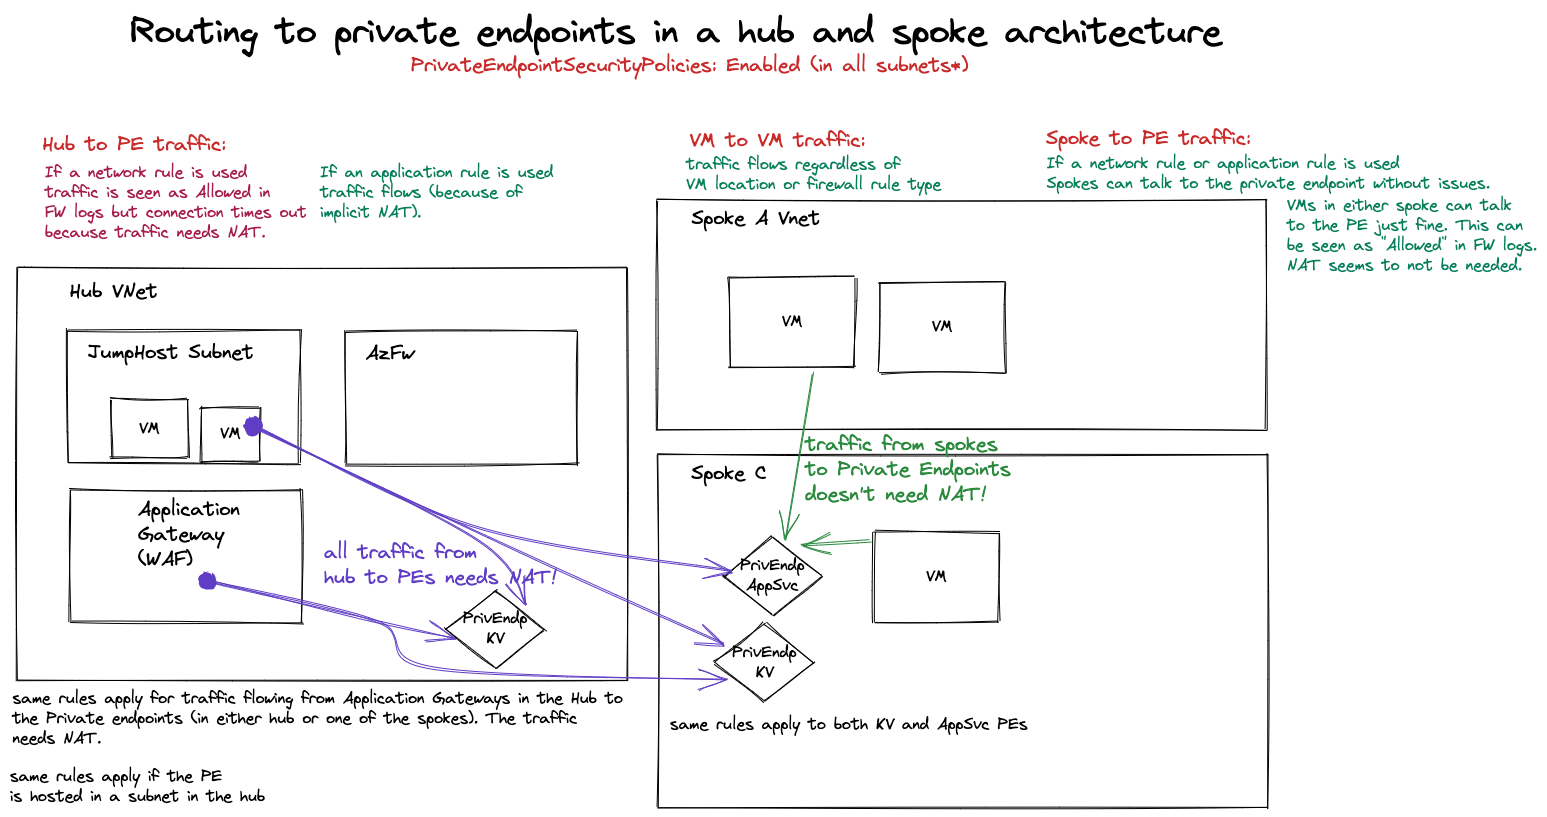 Routing to private endpoints in a hub and spoke architecture
PrivateEndpointSecurityPolicies: Enabled (in all subnets*)
Hub to PE traffic:
If a network rule is used
traffic is seen as Allowed in
FW logs but connection times out
because traffic needs NAT.
If an application rule is used
traffic flows (because of
implicit NAT).
VM to VM traffic:
traffic flows regardless of
VM location or firewall rule type
Spoke to PE traffic:
If a network rule or application rule is used
Spokes can talk to the private endpoint without issues.
VMs in either spoke can talk
to the PE just fine. This can
be seen as "Allowed" in FW logs.
NAT seems to not be needed.
Hub VNet
JumpHost Subnet
VM
VM
AzFw
Application
Gateway
(WAF)
all traffic from
hub to PEs needs NAT!
PrivEndp
KV
Spoke A Vnet
VM
VM
traffic from spokes
to Private Endpoints
doesn't need NAT!
Spoke C
PrivEndp
AppSvc
VM
PrivEndp
KV
same rules apply to both KV and AppSvc PEs
same rules apply for traffic flowing from Application Gateways in the Hub to
the Private endpoints (in either hub or one of the spokes). The traffic
needs NAT.
same rules apply if the PE
is hosted in a subnet in the hub